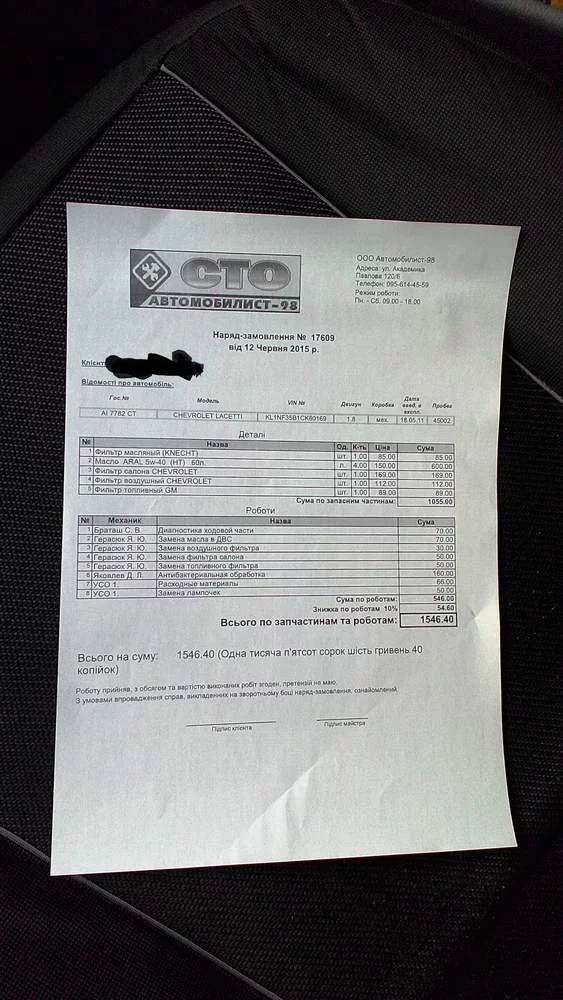 СТО
АВТОМОБИЛИСТ-98
ООО Автомобилист-98
Адреса: ул. Академика
Павлова 120/6
Телефон: 095-614-45-59
Режим роботи:
Пн. - Сб. 09.00 - 18.00
Наряд-замовлення № 17609
від 12 Червня 2015 р.
Клієнт
Відомості про автомобіль:
Гос.№ Модель VIN № Двигун Коробка Дата введ. в экспл. Пробег
AI 7782 CT CHEVROLET LACETTI KL1NF35B1CK60169 1.8 мех. 18.05.11 45002
Деталі
№ Назва Од. К-ть Ціна Сума
1 Фильтр масляный (KNECHT) шт. 1.00 85.00 85.00
2 Масло ARAL 5w-40 (HT) 60л. л. 4.00 150.00 600.00
3 Фильтр салона CHEVROLET шт. 1.00 169.00 169.00
4 Фильтр воздушный CHEVROLET шт. 1.00 112.00 112.00
5 Фильтр топливный GM шт. 1.00 89.00 89.00
Сума по запасним частинам: 1055.00
Роботи
№ Механик Назва Сума
1 Браташ С. В. Диагностика ходовой части 70.00
2 Герасюк Я. Ю. Замена масла в ДВС 70.00
3 Герасюк Я. Ю. Замена воздушного фильтра 30.00
4 Герасюк Я. Ю. Замена фильтра салона 50.00
5 Герасюк Я. Ю. Замена топливного фильтра 50.00
6 Яковлев Д. Л. Антибактериальная обработка 160.00
7 УСО 1. Расходные материалы 66.00
8 УСО 1. Замена лампочек 50.00
Сума по роботам: 546.00
Знижка по роботам 10% 54.60
Всього по запчастинам та роботам: 1546.40
Всього на суму: 1546.40 (Одна тисяча п'ятсот сорок шість гривень 40
копійок)
Роботу прийняв, з обсягом та вартістю виконаних робіт згоден, претензій не маю.
З умовами впровадження справ, викладенних на зворотньому боці наряд-замовлення, ознайомлений.
Підпис клієнта
Підпис майстра